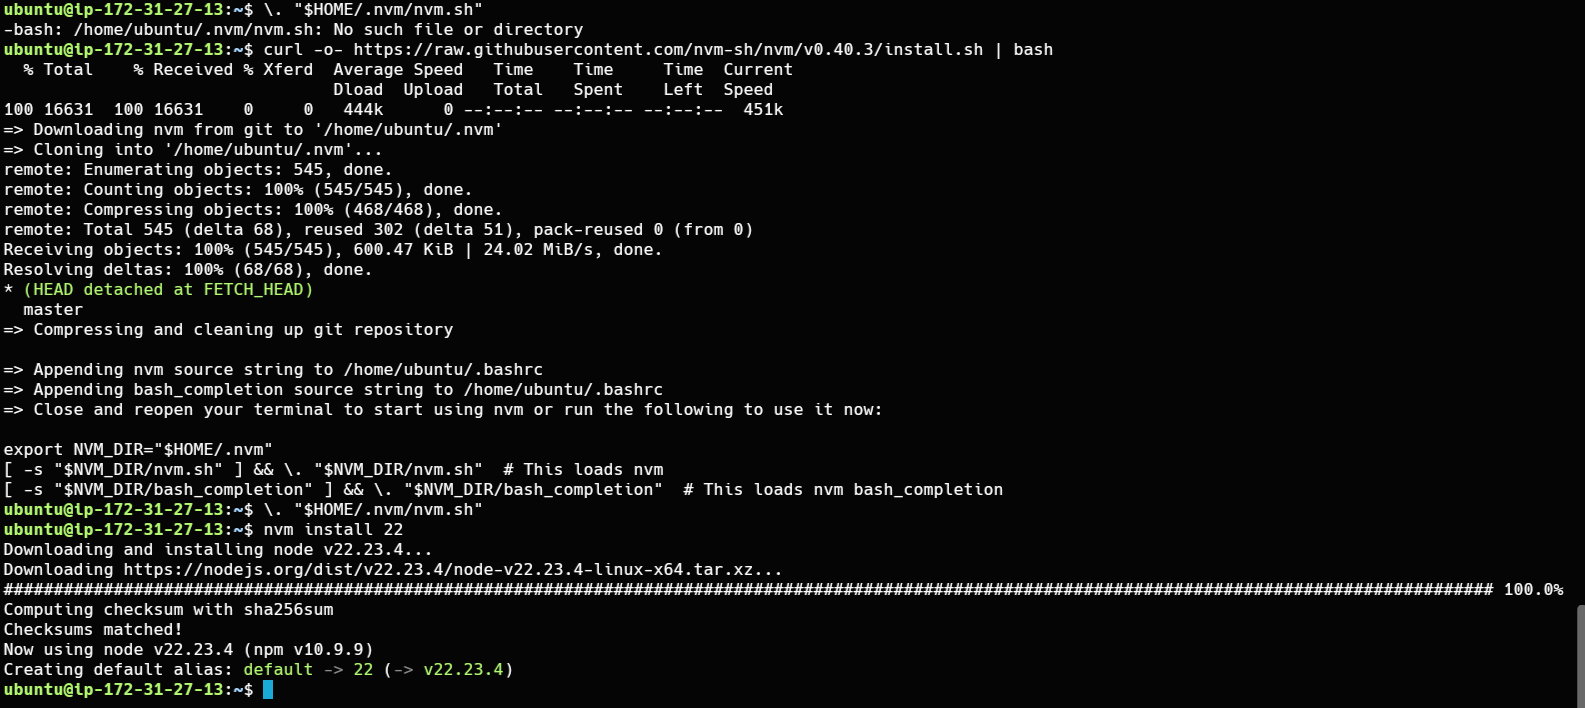 ubuntu@ip-172-31-27-13:~$ \. "$HOME/.nvm/nvm.sh"
-bash: /home/ubuntu/.nvm/nvm.sh: No such file or directory
ubuntu@ip-172-31-27-13:~$ curl -o- https://raw.githubusercontent.com/nvm-sh/nvm/v0.40.3/install.sh | bash
  % Total    % Received % Xferd  Average Speed   Time    Time     Time  Current
                                 Dload  Upload   Total   Spent    Left  Speed
100 16631  100 16631    0     0   444k      0 --:--:-- --:--:-- --:--:--  451k
=> Downloading nvm from git to '/home/ubuntu/.nvm'
=> Cloning into '/home/ubuntu/.nvm'...
remote: Enumerating objects: 545, done.
remote: Counting objects: 100% (545/545), done.
remote: Compressing objects: 100% (468/468), done.
remote: Total 545 (delta 68), reused 302 (delta 51), pack-reused 0 (from 0)
Receiving objects: 100% (545/545), 600.47 KiB | 24.02 MiB/s, done.
Resolving deltas: 100% (68/68), done.
* (HEAD detached at FETCH_HEAD)
  master
=> Compressing and cleaning up git repository

=> Appending nvm source string to /home/ubuntu/.bashrc
=> Appending bash_completion source string to /home/ubuntu/.bashrc
=> Close and reopen your terminal to start using nvm or run the following to use it now:

export NVM_DIR="$HOME/.nvm"
[ -s "$NVM_DIR/nvm.sh" ] && \. "$NVM_DIR/nvm.sh"  # This loads nvm
[ -s "$NVM_DIR/bash_completion" ] && \. "$NVM_DIR/bash_completion"  # This loads nvm bash_completion
ubuntu@ip-172-31-27-13:~$ \. "$HOME/.nvm/nvm.sh"
ubuntu@ip-172-31-27-13:~$ nvm install 22
Downloading and installing node v22.23.4...
Downloading https://nodejs.org/dist/v22.23.4/node-v22.23.4-linux-x64.tar.xz...
##################################################################################################################################################### 100.0%
Computing checksum with sha256sum
Checksums matched!
Now using node v22.23.4 (npm v10.9.9)
Creating default alias: default -> 22 (-> v22.23.4)
ubuntu@ip-172-31-27-13:~$